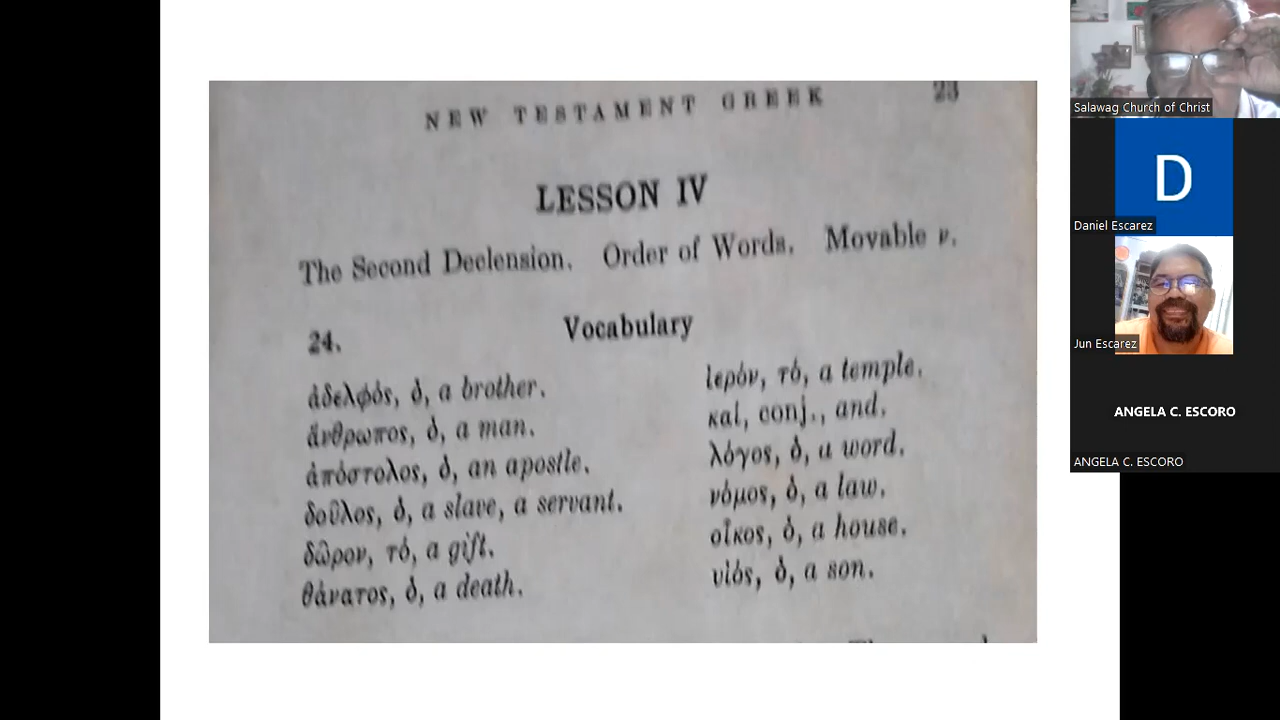 NEW TESTAMENT GREEK 23
LESSON IV
The Second Declension. Order of Words. Movable ν.
24. Vocabulary
ἀδελφός, ὁ, a brother.
ἄνθρωπος, ὁ, a man.
ἀπόστολος, ὁ, an apostle.
δοῦλος, ὁ, a slave, a servant.
δῶρον, τό, a gift.
θάνατος, ὁ, a death.
ἱερόν, τό, a temple.
καί, conj., and.
λόγος, ὁ, a word.
νόμος, ὁ, a law.
οἶκος, ὁ, a house.
υἱός, ὁ, a son.
Salawag Church of Christ
D
Daniel Escarez
Jun Escarez
ANGELA C. ESCORO
ANGELA C. ESCORO